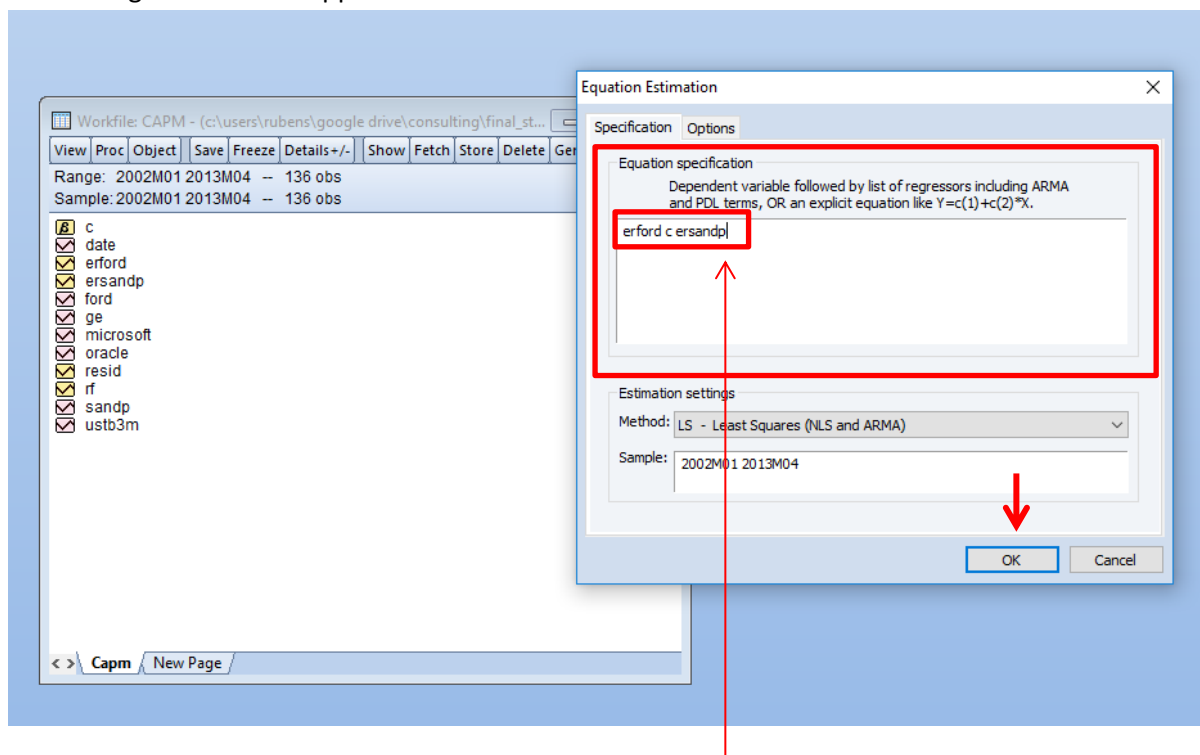 Equation Estimation
Workfile: CAPM - (c:\users\rubens\google drive\consulting\final_st...
View Proc Object Save Freeze Details+/- Show Fetch Store Delete Ger
Range: 2002M01 2013M04 -- 136 obs
Sample: 2002M01 2013M04 -- 136 obs
c
date
erford
ersandp
ford
ge
microsoft
oracle
resid
rf
sandp
ustb3m
Capm New Page
Specification Options
Equation specification
Dependent variable followed by list of regressors including ARMA
and PDL terms, OR an explicit equation like Y=c(1)+c(2)*X.
erford c ersandp
Estimation settings
Method: LS - Least Squares (NLS and ARMA)
Sample: 2002M01 2013M04
OK Cancel